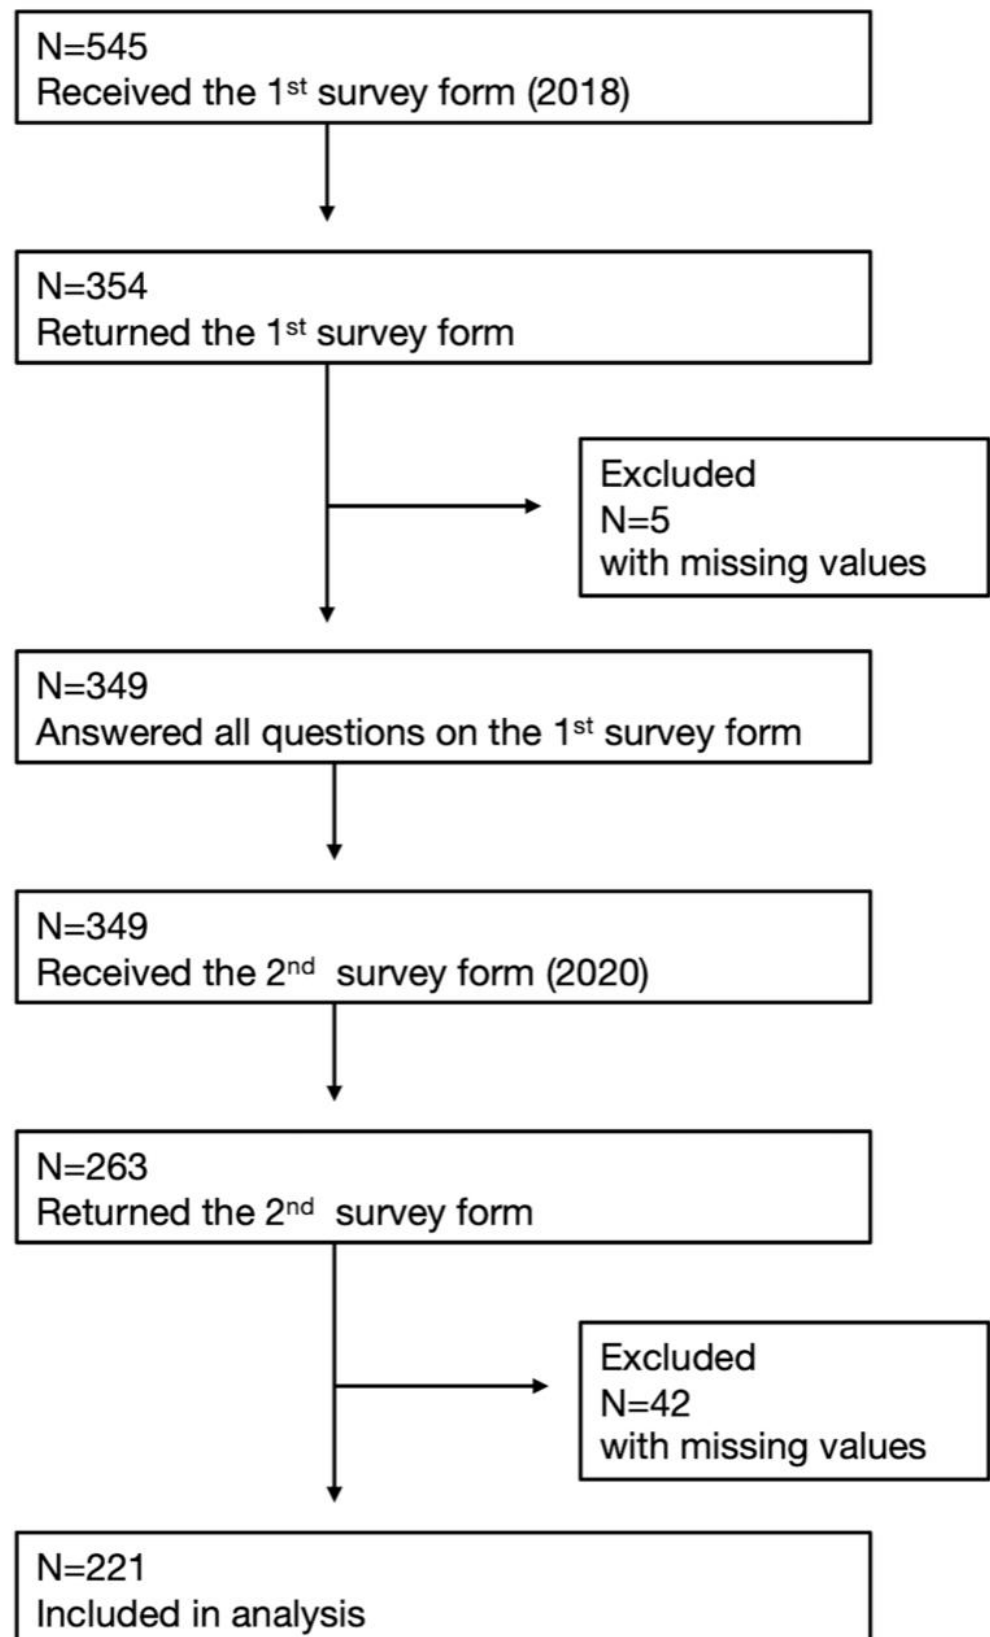 N=545
Received the 1st survey form (2018)
N=354
Returned the 1st survey form
Excluded
N=5
with missing values
N=349
Answered all questions on the 1st survey form
N=349
Received the 2nd survey form (2020)
N=263
Returned the 2nd survey form
Excluded
N=42
with missing values
N=221
Included in analysis